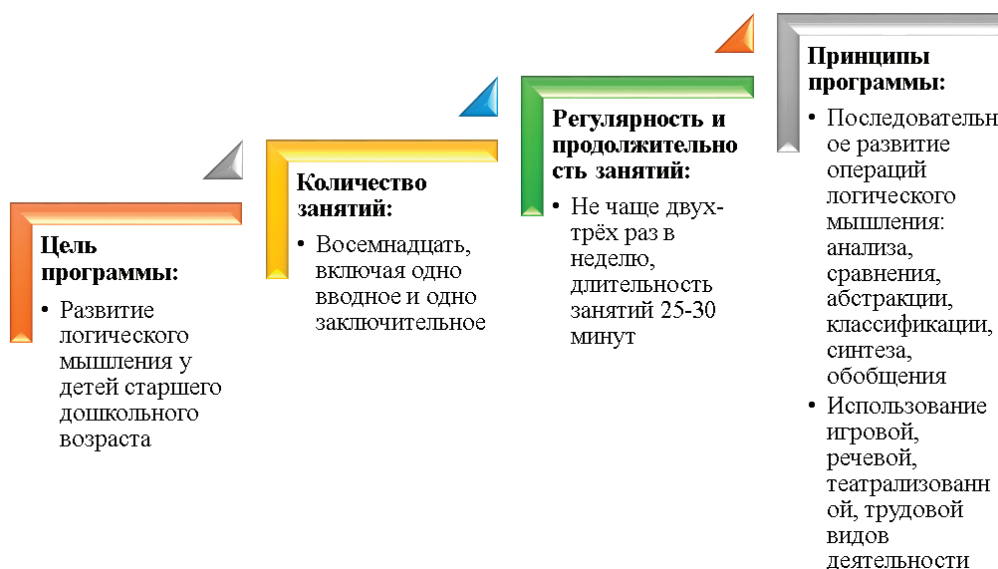 Цель
программы:
• Развитие
логического
мышления у
детей старшего
дошкольного
возраста
Количество
занятий:
• Восемнадцать,
включая одно
вводное и одно
заключительное
Регулярность и
продолжительно
сть занятий:
• Не чаще двух-
трёх раз в
неделю,
длительность
занятий 25-30
минут
Принципы
программы:
• Последовательн
ое развитие
операций
логического
мышления:
анализа,
сравнения,
абстракции,
классификации,
синтеза,
обобщения
• Использование
игровой,
речевой,
театрализованн
ой, трудовой
видов
деятельности